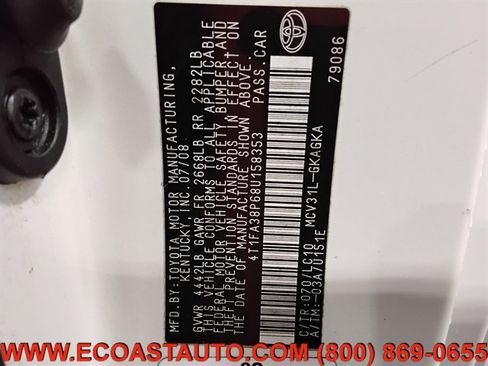 MFD.BY:TOYOTA MOTOR MANUFACTURING,
KENTUCKY, INC.07/08
GVWR 4442LB GAWR FR 2668LB RR 2282LB
THIS VEHICLE CONFORMS TO ALL APPLICABLE
FEDERAL MOTOR VEHICLE SAFETY, BUMPER, AND
THEFT PREVENTION STANDARDS IN EFFECT ON
THE DATE OF MANUFACTURE SHOWN ABOVE.
4T1FA38P68U158353 PASS.CAR
C/TR:070/LG10 MCV31L-GKAGKA
A/TM:-03A/U151E
79086
WWW.ECOASTAUTO.COM (800) 869-0655